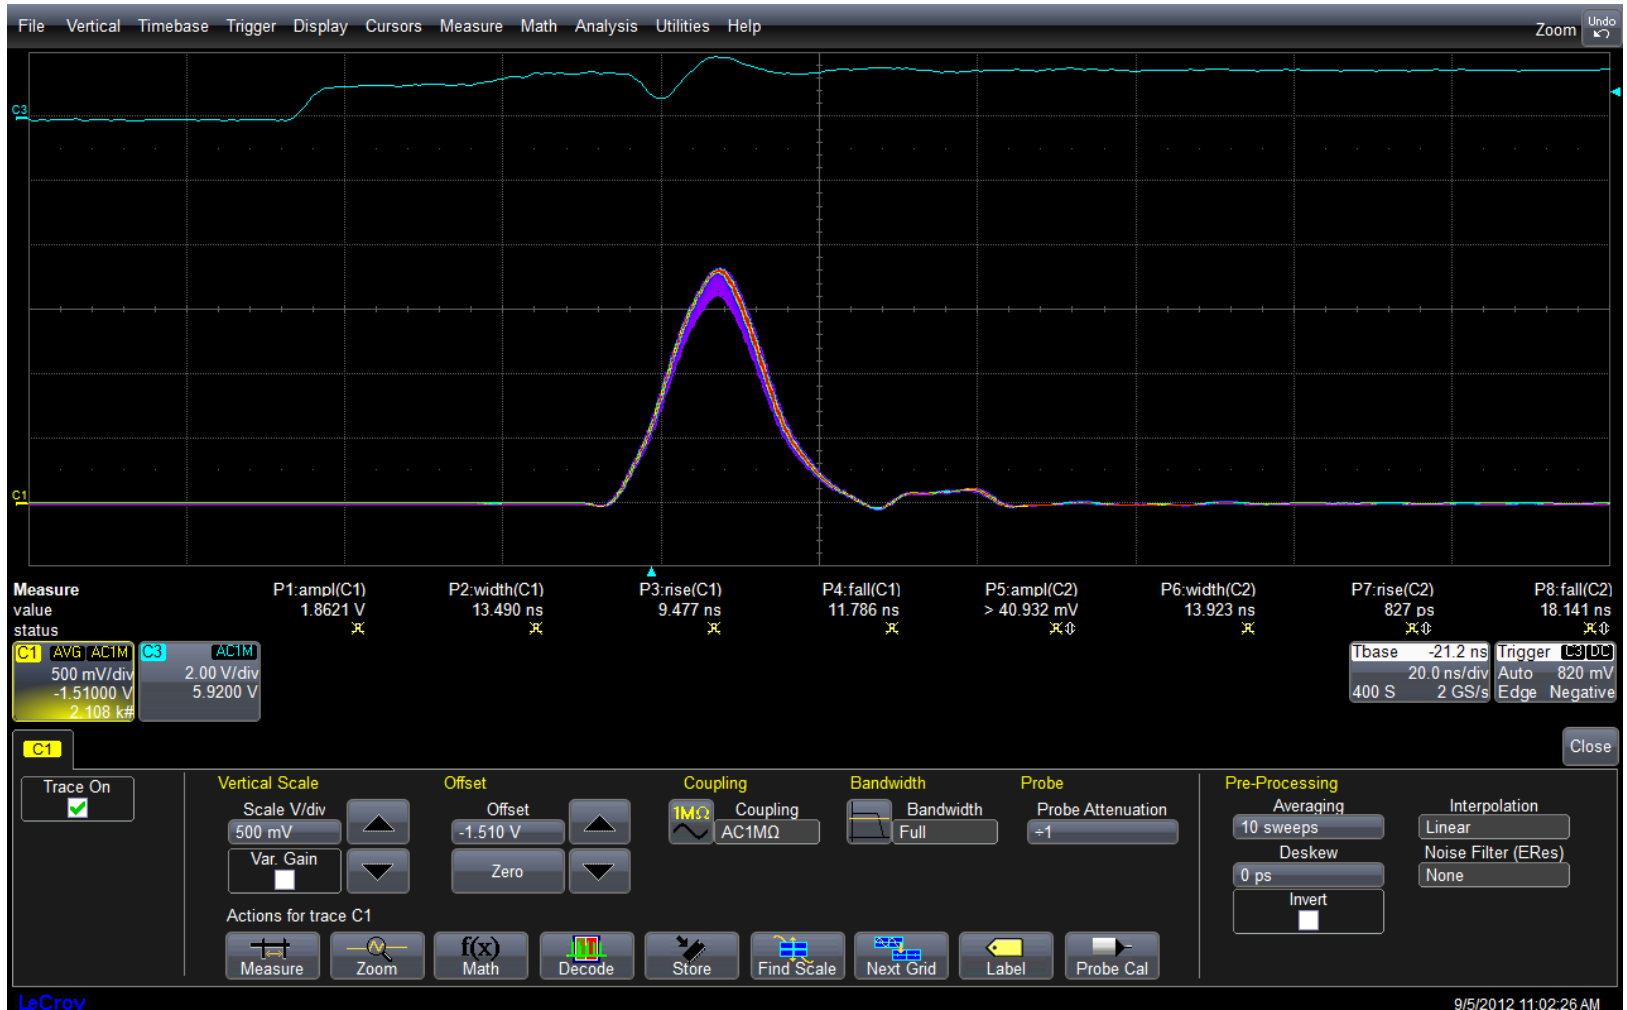 File Vertical Timebase Trigger Display Cursors Measure Math Analysis Utilities Help
Zoom Undo
C3
C1
Measure P1:ampl(C1) P2:width(C1) P3:rise(C1) P4:fall(C1) P5:ampl(C2) P6:width(C2) P7:rise(C2) P8:fall(C2)
value 1.8621 V 13.490 ns 9.477 ns 11.786 ns > 40.932 mV 13.923 ns 827 ps 18.141 ns
status
C1 AVG AC1M C3 AC1M Tbase -21.2 ns Trigger C3 DC
500 mV/div 2.00 V/div 20.0 ns/div Auto 820 mV
-1.51000 V 5.9200 V 400 S 2 GS/s Edge Negative
2.108 k#
C1 Close
Trace On Vertical Scale Offset Coupling Bandwidth Probe Pre-Processing
Scale V/div Offset 1MΩ Coupling Bandwidth Probe Attenuation Averaging Interpolation
500 mV -1.510 V AC1MΩ Full ÷1 10 sweeps Linear
Var. Gain Zero Deskew Noise Filter (ERes)
0 ps None
Invert
Actions for trace C1
f(x)
Measure Zoom Math Decode Store Find Scale Next Grid Label Probe Cal
LeCroy 9/5/2012 11:02:26 AM